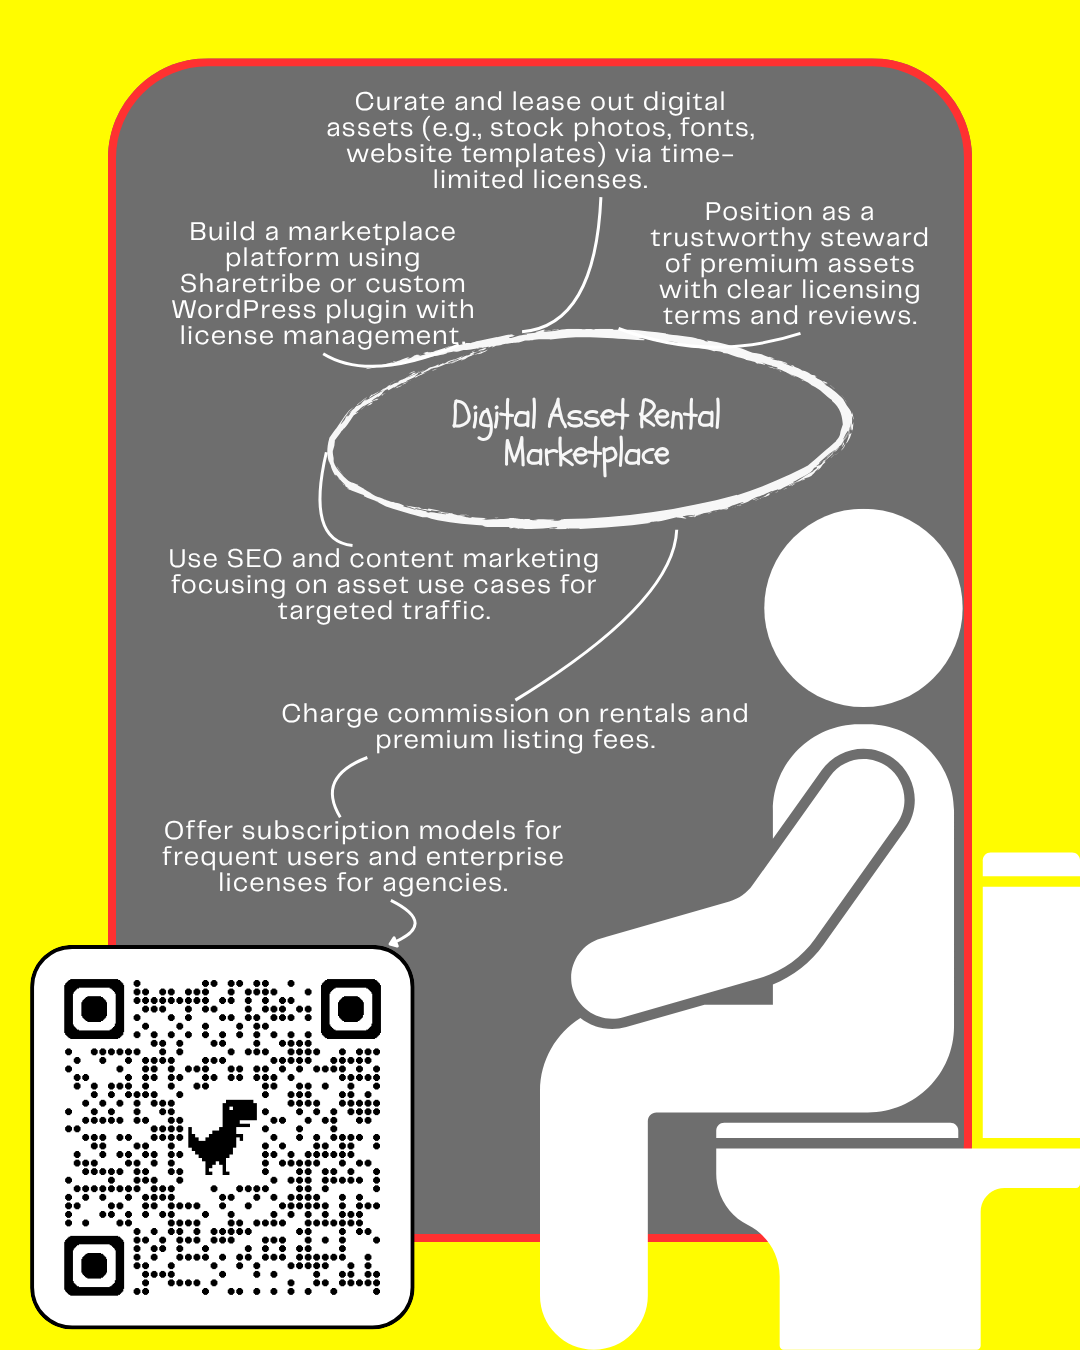 Curate and lease out digital
assets (e.g., stock photos, fonts,
website templates) via time-
limited licenses.
Build a marketplace
platform using
Sharetribe or custom
WordPress plugin with
license management.
Position as a
trustworthy steward
of premium assets
with clear licensing
terms and reviews.
Digital Asset Rental
Marketplace
Use SEO and content marketing
focusing on asset use cases for
targeted traffic.
Charge commission on rentals and
premium listing fees.
Offer subscription models for
frequent users and enterprise
licenses for agencies.